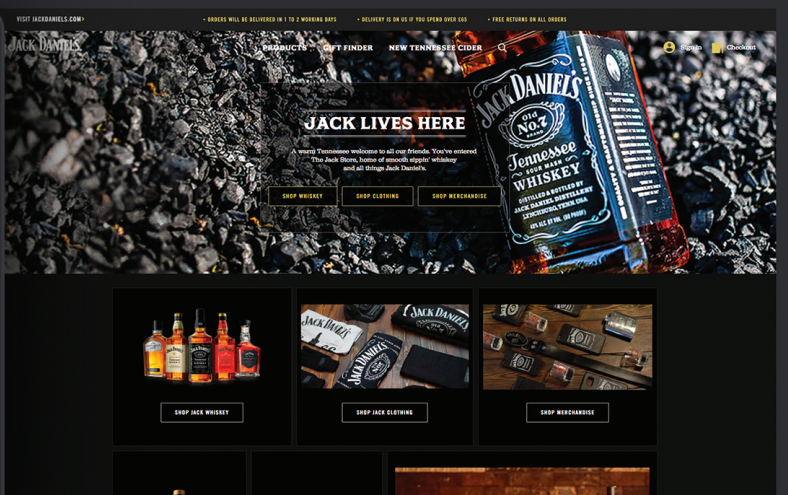 VISIT JACKDANIELS.COM
• ORDERS WILL BE DELIVERED IN 1 TO 2 WORKING DAYS
• DELIVERY IS ON US IF YOU SPEND OVER £65
• FREE RETURNS ON ALL ORDERS
JACK DANIEL'S
PRODUCTS
GIFT FINDER
NEW TENNESSEE CIDER
Sign in
Checkout
JACK LIVES HERE
A warm Tennessee welcome to all our friends. You've entered
The Jack Store, home of smooth sippin' whiskey
and all things Jack Daniel's.
SHOP WHISKEY
SHOP CLOTHING
SHOP MERCHANDISE
JACK DANIEL'S
Old
No.7
BRAND
Tennessee
SOUR MASH
WHISKEY
DISTILLED & BOTTLED BY
JACK DANIEL DISTILLERY
LYNCHBURG, TENN
JACK DANIEL'S
JACK DANIEL'S
SHOP JACK WHISKEY
SHOP JACK CLOTHING
SHOP MERCHANDISE